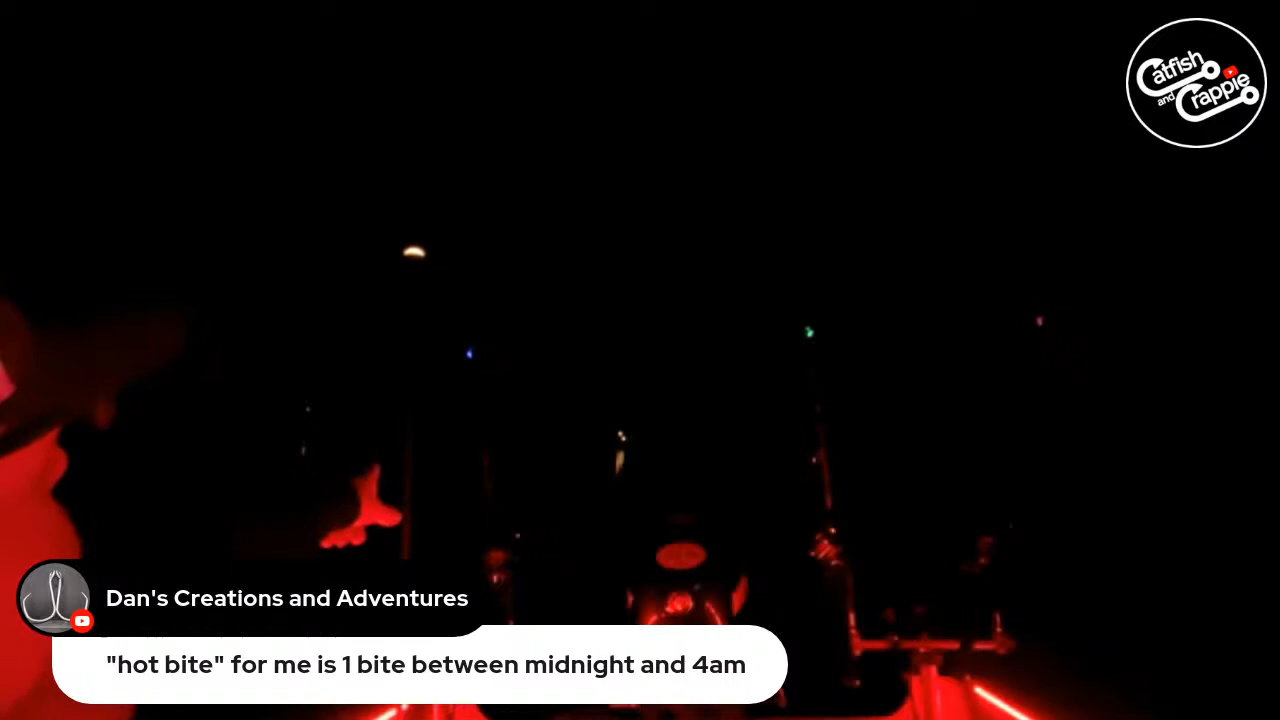 Catfish
and
Crappie
Dan's Creations and Adventures
"hot bite" for me is 1 bite between midnight and 4am